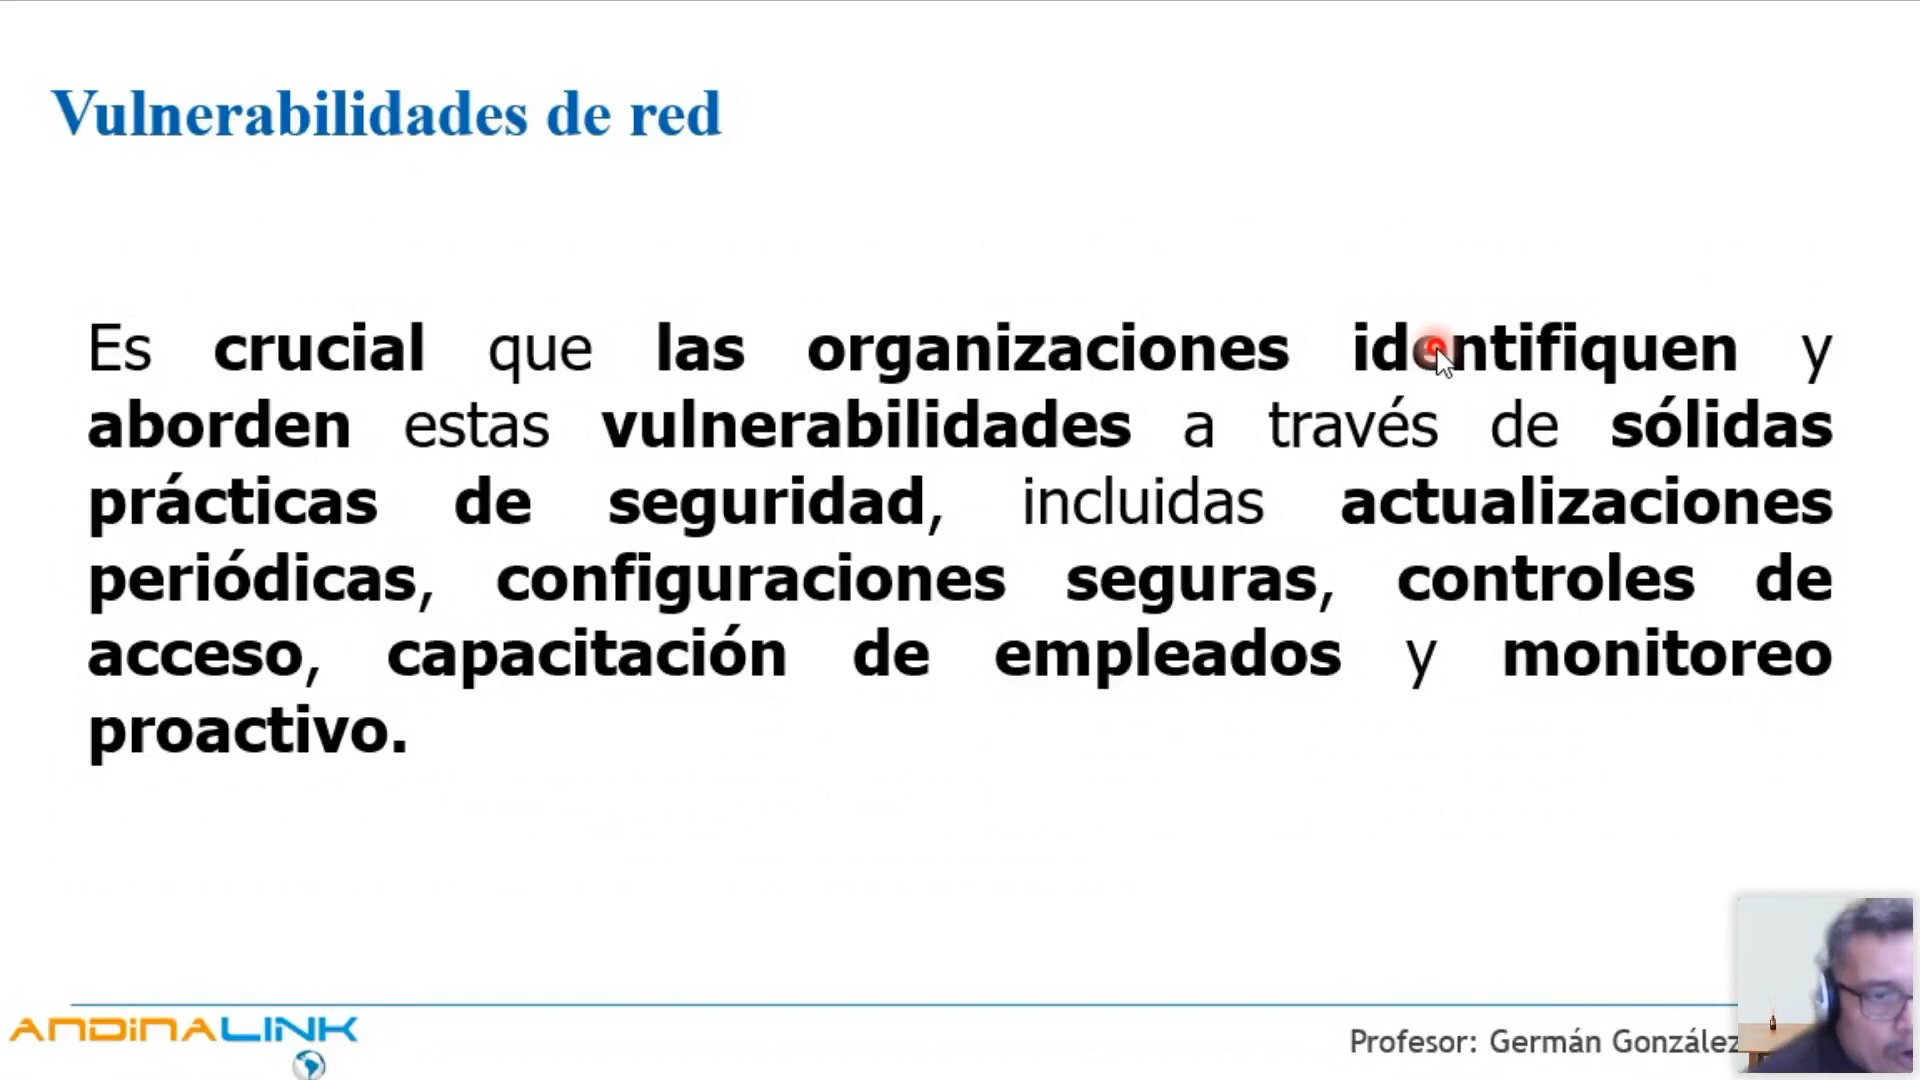 Vulnerabilidades de red
Es crucial que las organizaciones identifiquen y
aborden estas vulnerabilidades a través de sólidas
prácticas de seguridad, incluidas actualizaciones
periódicas, configuraciones seguras, controles de
acceso, capacitación de empleados y monitoreo
proactivo.
ANDINALINK
Profesor: Germán González